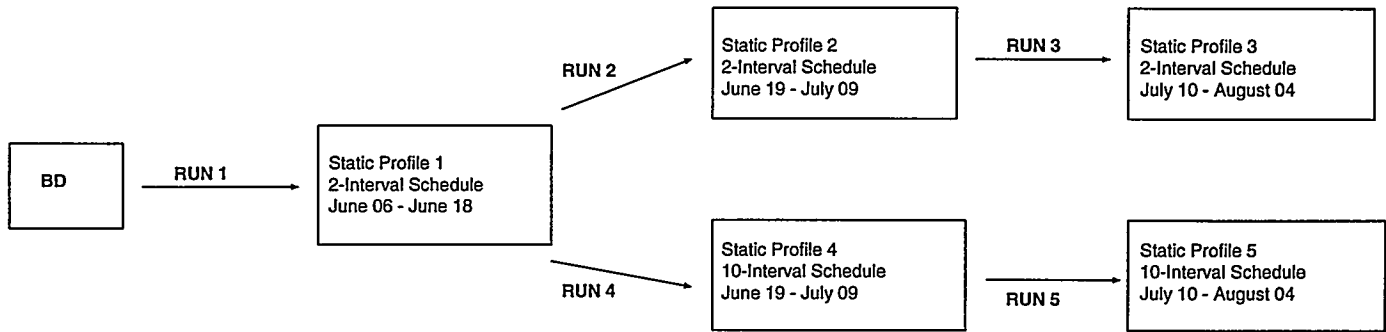 BD
RUN 1
Static Profile 1
2-Interval Schedule
June 06 - June 18
RUN 2
Static Profile 2
2-Interval Schedule
June 19 - July 09
RUN 3
Static Profile 3
2-Interval Schedule
July 10 - August 04
RUN 4
Static Profile 4
10-Interval Schedule
June 19 - July 09
RUN 5
Static Profile 5
10-Interval Schedule
July 10 - August 04